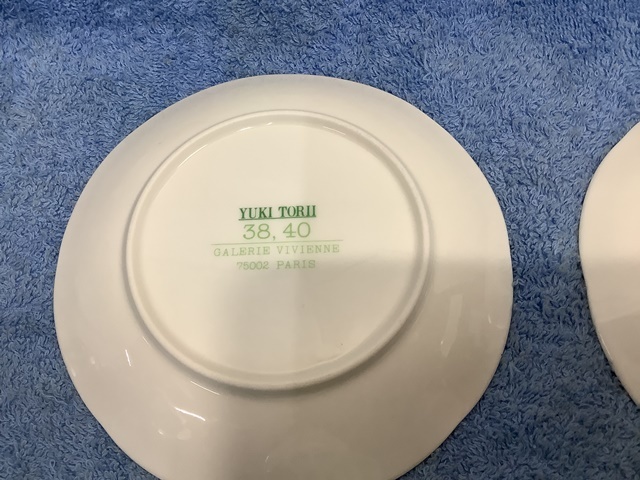 YUKI TORII
38, 40
GALERIE VIVIENNE
75002 PARIS